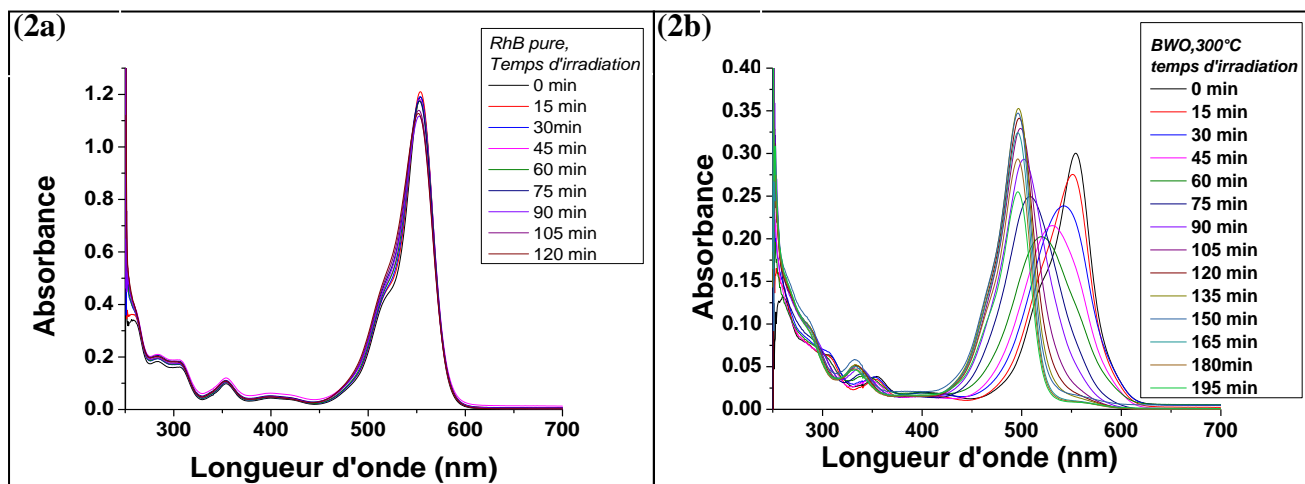 (2a)
RhB pure,
Temps d'irradiation
0 min
15 min
30min
45 min
60 min
75 min
90 min
105 min
120 min
1.2
1.0
0.8
0.6
0.4
0.2
0.0
Absorbance
300 400 500 600 700
Longueur d'onde (nm)
(2b)
BWO,300°C
temps d'irradiation
0 min
15 min
30 min
45 min
60 min
75 min
90 min
105 min
120 min
135 min
150 min
165 min
180min
195 min
0.40
0.35
0.30
0.25
0.20
0.15
0.10
0.05
0.00
Absorbance
300 400 500 600 700
Longueur d'onde (nm)